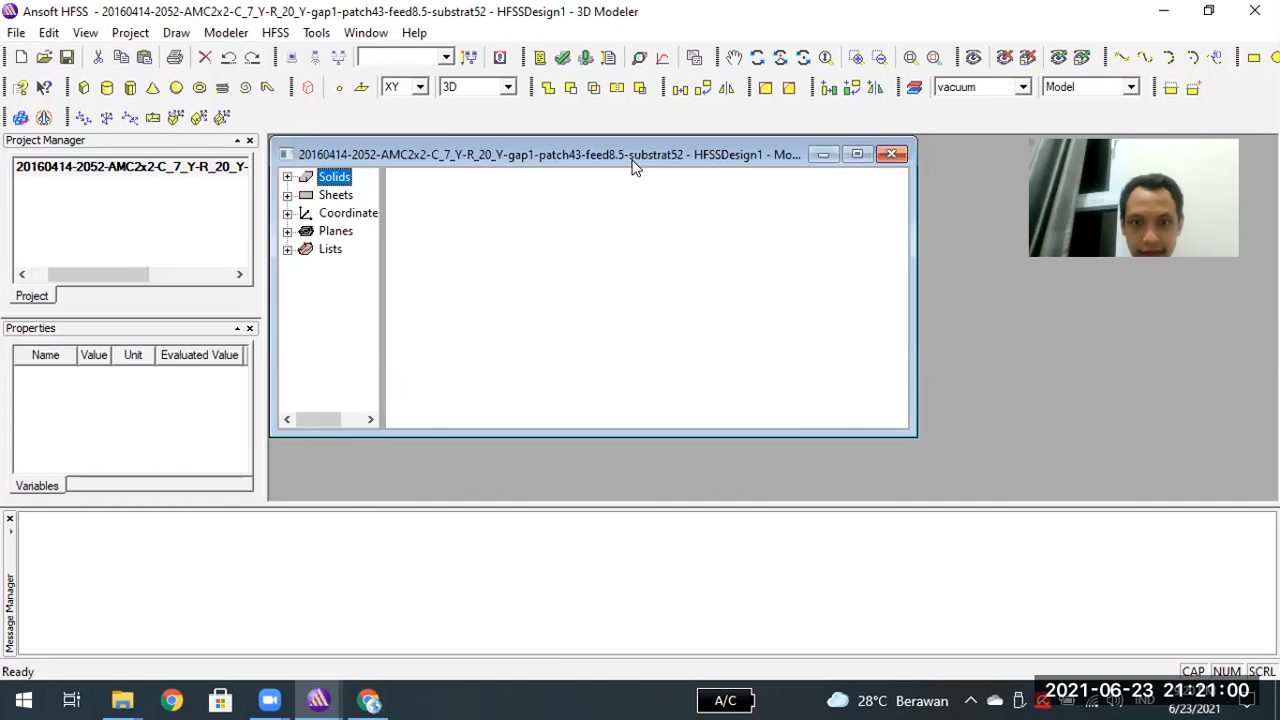 Ansoft HFSS - 20160414-2052-AMC2x2-C_7_Y-R_20_Y-gap1-patch43-feed8.5-substrat52 - HFSSDesign1 - 3D Modeler
File Edit View Project Draw Modeler HFSS Tools Window Help
XY 3D vacuum Model
Project Manager
20160414-2052-AMC2x2-C_7_Y-R_20_Y-
Project
20160414-2052-AMC2x2-C_7_Y-R_20_Y-gap1-patch43-feed8.5-substrat52 - HFSSDesign1 - Mo...
Solids
Sheets
Coordinate
Planes
Lists
Properties
Name Value Unit Evaluated Value
Variables
Message Manager
Ready
CAP NUM SCRL
A/C
28°C Berawan
IND
2021-06-23 21:21:00
6/23/2021